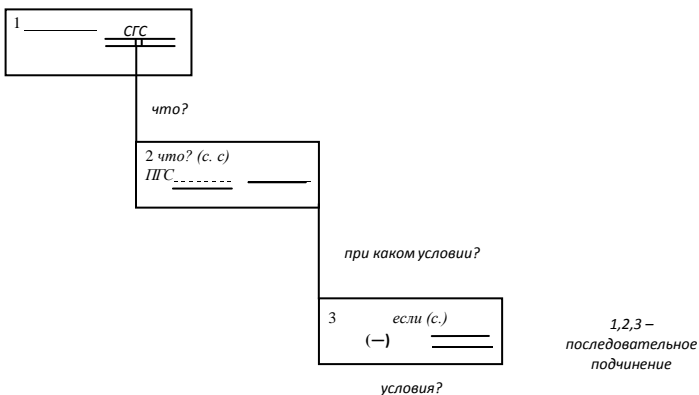 1 СГС
что?
2 что? (с. с)
ПГС
при каком условии?
3 если (с.)
(—)
1,2,3 –
последовательное
подчинение
условия?